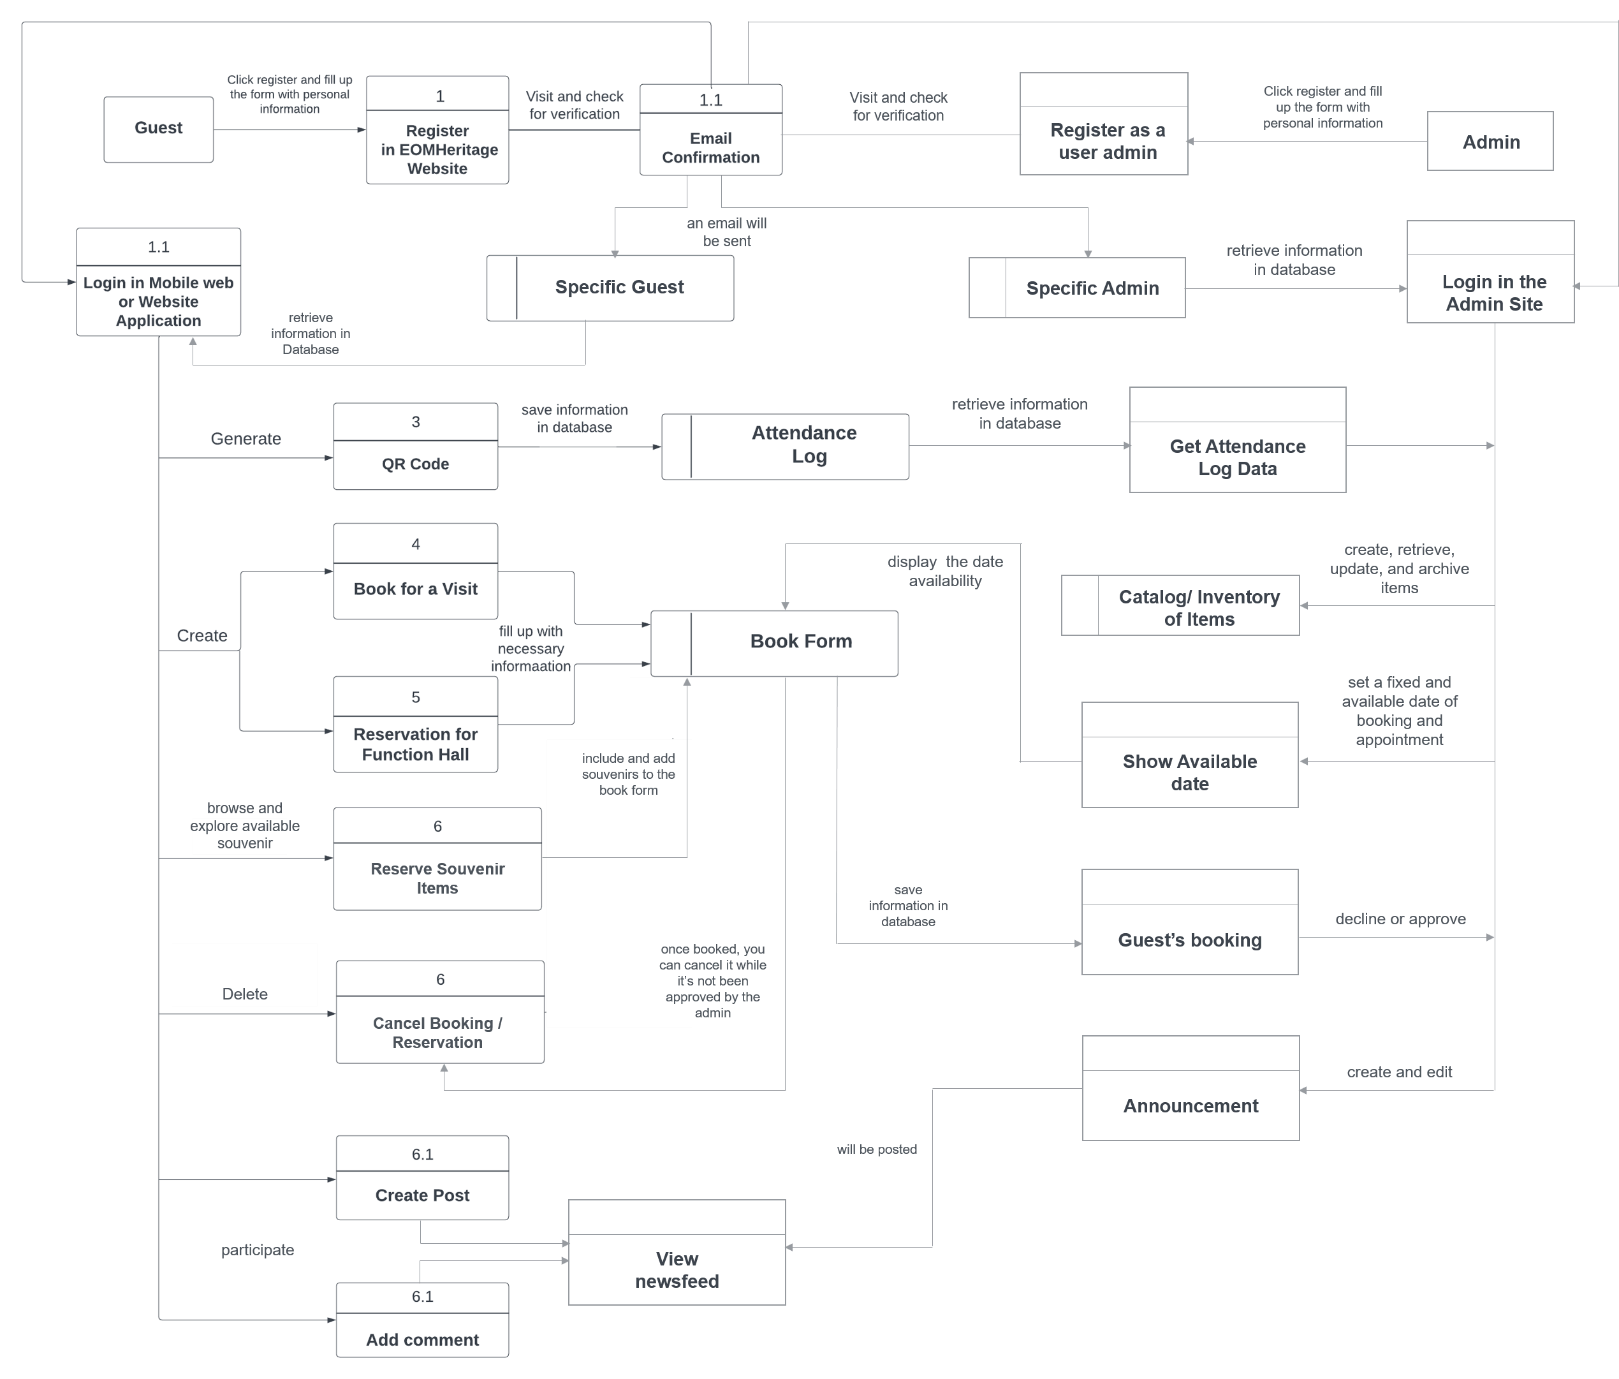 Guest
Click register and fill up
the form with personal
information
1
Register
in EOMHeritage
Website
Visit and check
for verification
1.1
Email
Confirmation
Visit and check
for verification
Register as a
user admin
Click register and fill
up the form with
personal information
Admin
an email will
be sent
1.1
Login in Mobile web
or Website
Application
Specific Guest
retrieve
information in
Database
Specific Admin
retrieve information
in database
Login in the
Admin Site
Generate
3
QR Code
save information
in database
Attendance
Log
retrieve information
in database
Get Attendance
Log Data
4
Book for a Visit
Create
fill up with
necessary
informaation
5
Reservation for
Function Hall
Book Form
display  the date
availability
create, retrieve,
update, and archive
items
Catalog/ Inventory
of Items
set a fixed and
available date of
booking and
appointment
Show Available
date
include and add
souvenirs to the
book form
browse and
explore available
souvenir
6
Reserve Souvenir
Items
save
information in
database
Guest’s booking
decline or approve
once booked, you
can cancel it while
it’s not been
approved by the
admin
Delete
6
Cancel Booking /
Reservation
create and edit
Announcement
will be posted
6.1
Create Post
participate
View
newsfeed
6.1
Add comment